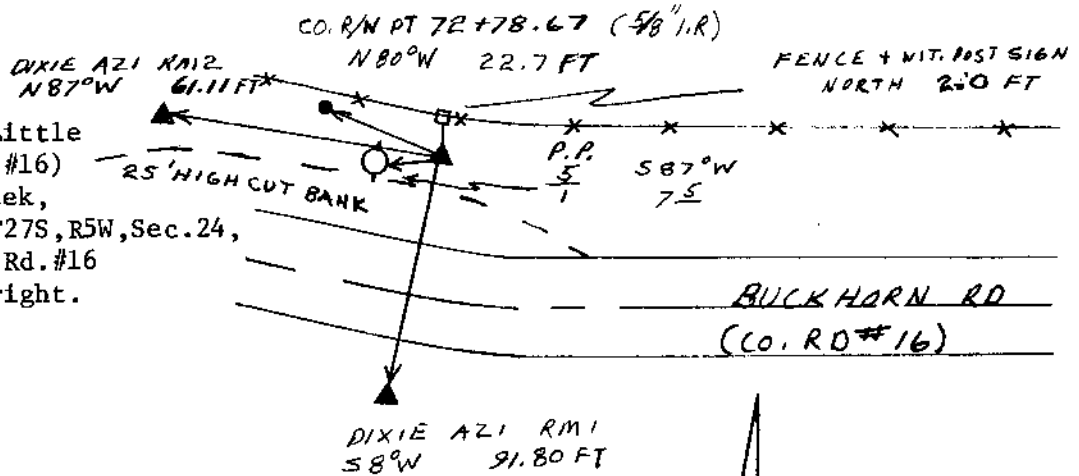 CO. R/W PT 72+78.67 (5/8" I.R)
N80°W 22.7 FT
DIXIE AZI RM2
N87°W 61.11 FT
FENCE + WIT. POST SIGN
NORTH 2.0 FT
ittle
#16)
ek,
27S,R5W,Sec.24,
Rd.#16
right.
25' HIGH CUT BANK
P.P.
5
1
S87°W
7 5
BUCKHORN RD
(CO. RD #16)
DIXIE AZI RM1
S8°W 91.80 FT